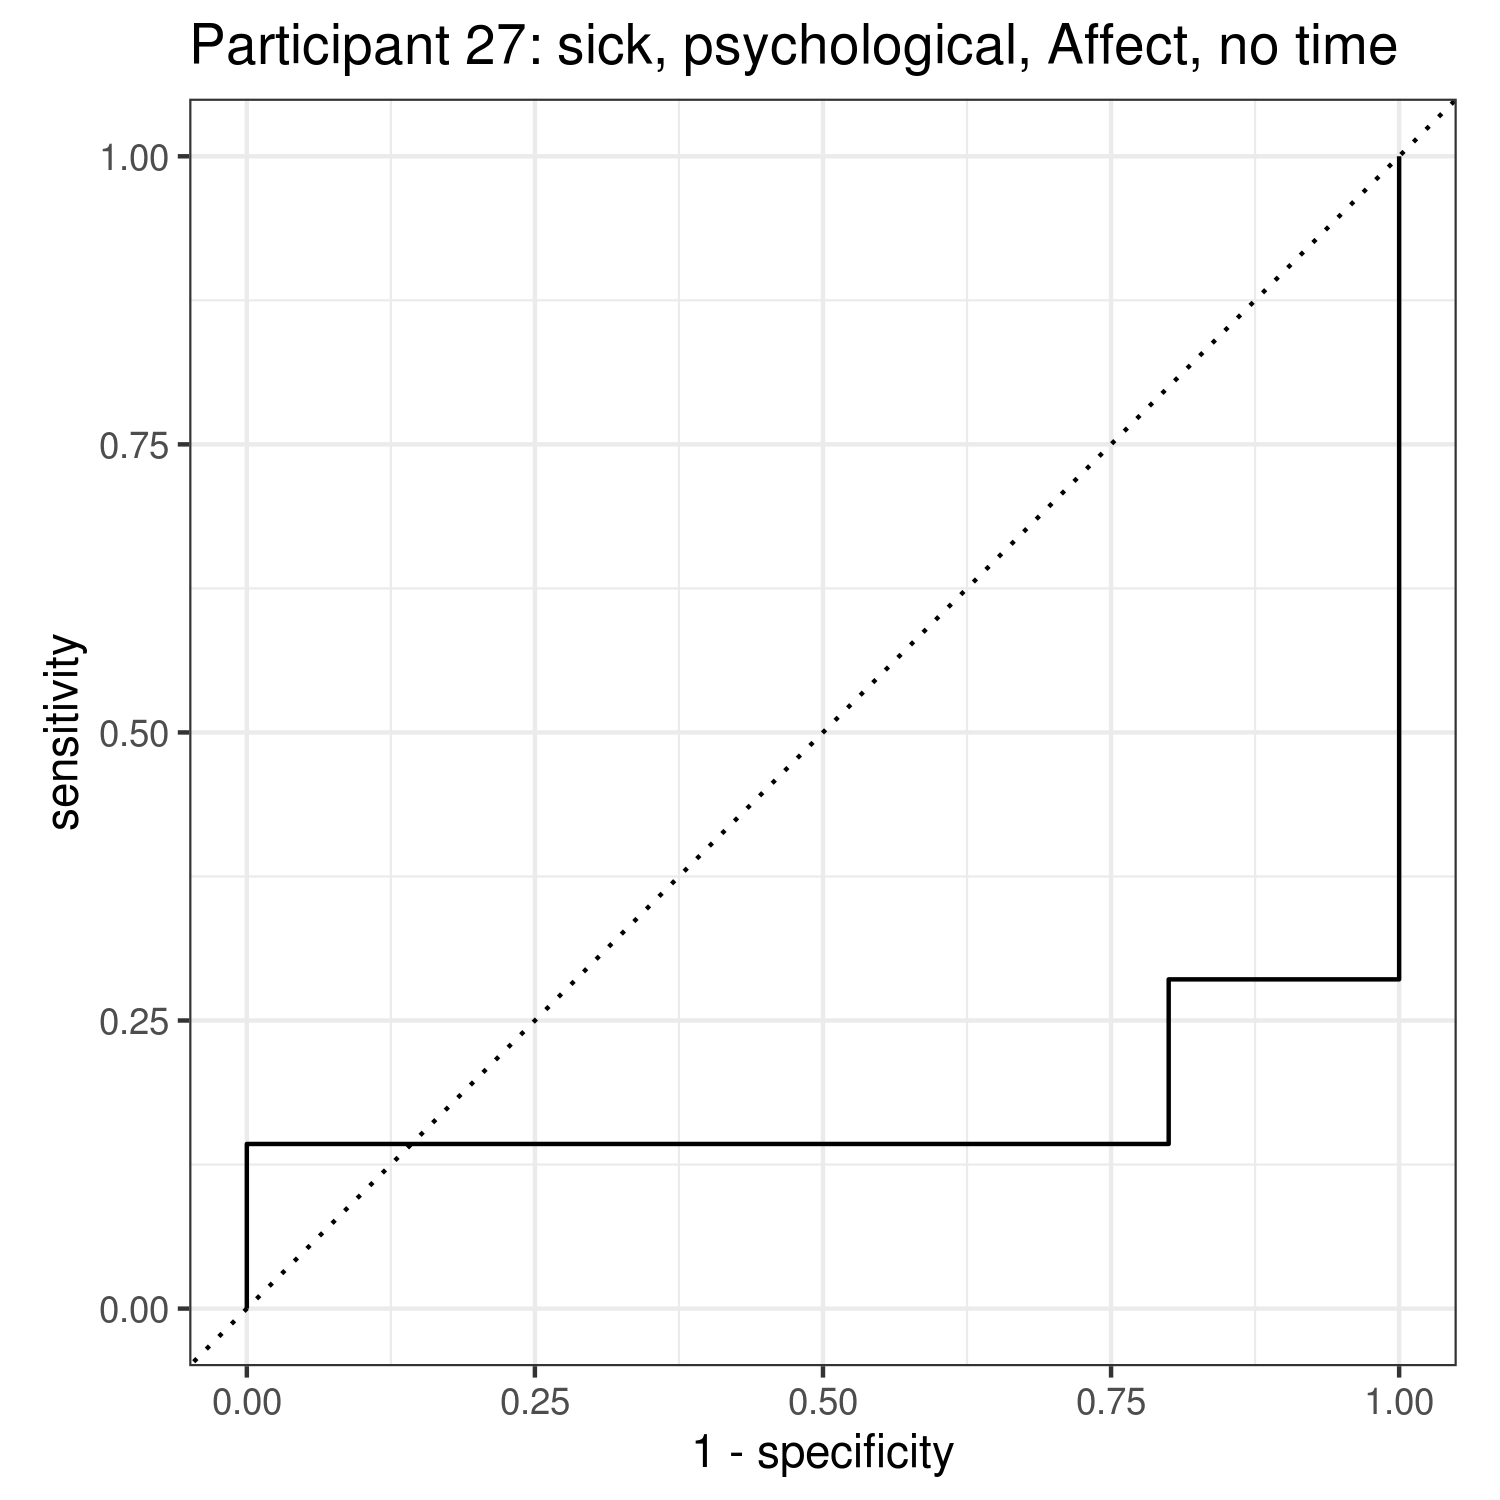 Participant 27: sick, psychological, Affect, no time
1.00
0.75
0.50
0.25
0.00
sensitivity
0.00 0.25 0.50 0.75 1.00
1 - specificity